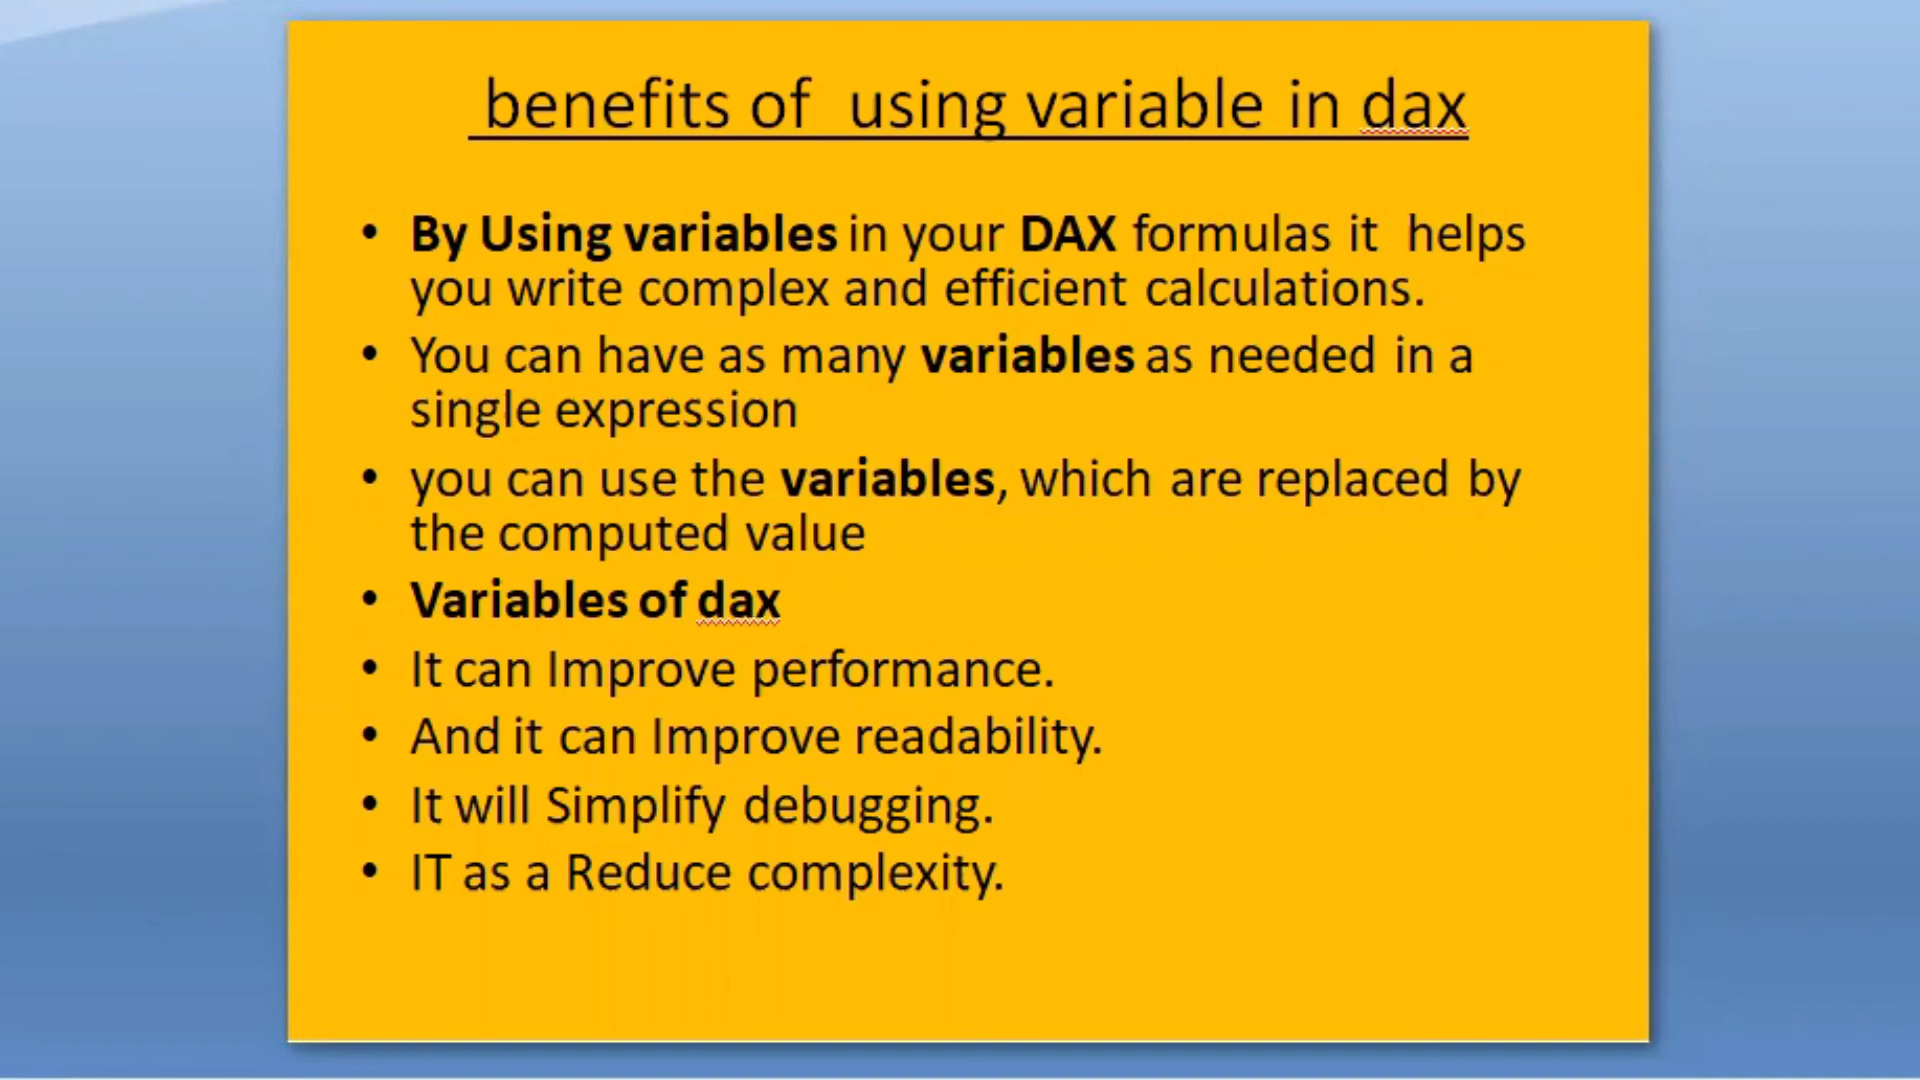 benefits of  using variable in dax
• By Using variables in your DAX formulas it  helps
you write complex and efficient calculations.
• You can have as many variables as needed in a
single expression
• you can use the variables, which are replaced by
the computed value
• Variables of dax
• It can Improve performance.
• And it can Improve readability.
• It will Simplify debugging.
• IT as a Reduce complexity.